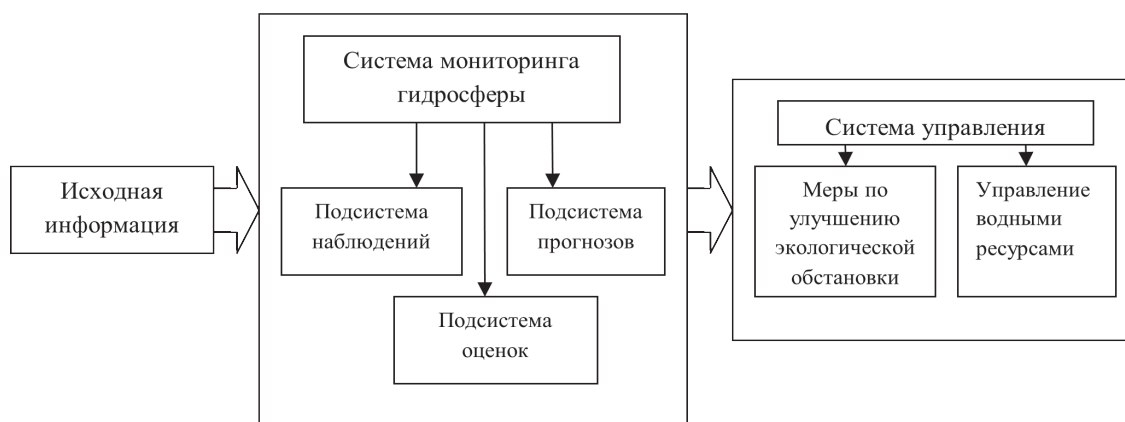 Исходная
информация
Система мониторинга
гидросферы
Подсистема
наблюдений
Подсистема
прогнозов
Подсистема
оценок
Система управления
Меры по
улучшению
экологической
обстановки
Управление
водными
ресурсами